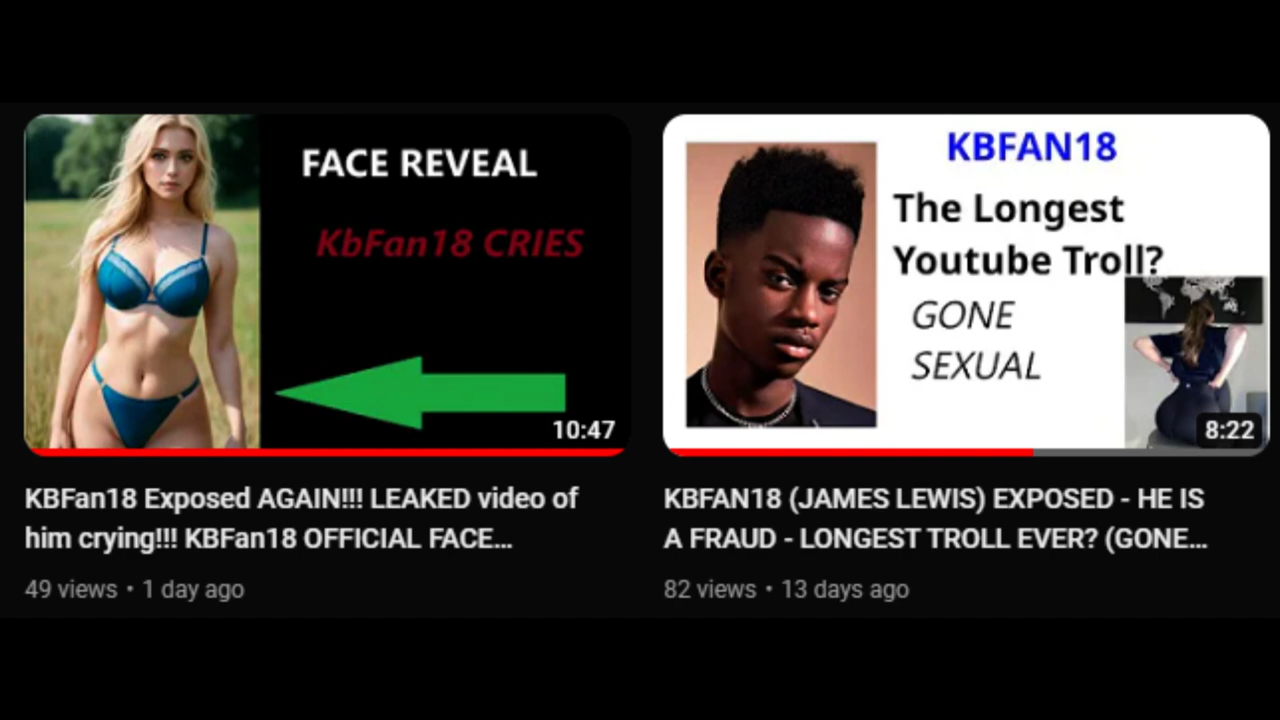 FACE REVEAL
KbFan18 CRIES
10:47
KBFan18 Exposed AGAIN!!! LEAKED video of
him crying!!! KBFan18 OFFICIAL FACE...
49 views • 1 day ago
KBFAN18
The Longest
Youtube Troll?
GONE
SEXUAL
8:22
KBFAN18 (JAMES LEWIS) EXPOSED - HE IS
A FRAUD - LONGEST TROLL EVER? (GONE...
82 views • 13 days ago